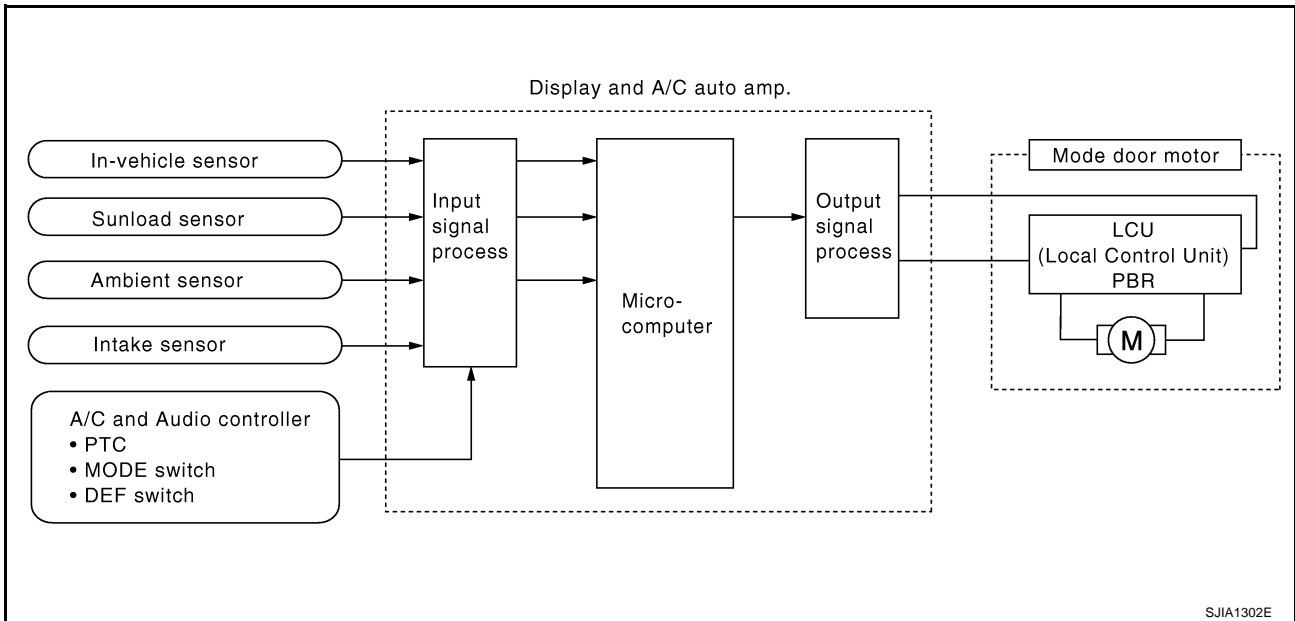 Display and A/C auto amp.
In-vehicle sensor
Sunload sensor
Ambient sensor
Intake sensor
A/C and Audio controller
• PTC
• MODE switch
• DEF switch
Input
signal
process
Micro-
computer
Output
signal
process
Mode door motor
LCU
(Local Control Unit)
PBR
M
SJIA1302E